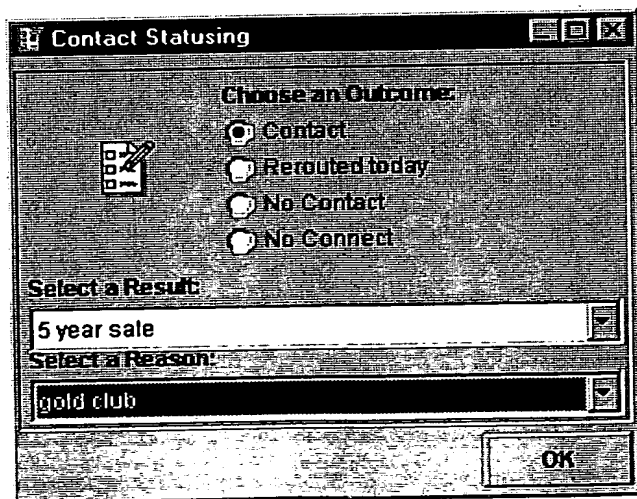 Contact Statusing
Choose an Outcome:
Contact
Rerouted today
No Contact
No Connect
Select a Result:
5 year sale
Select a Reason:
gold club
OK